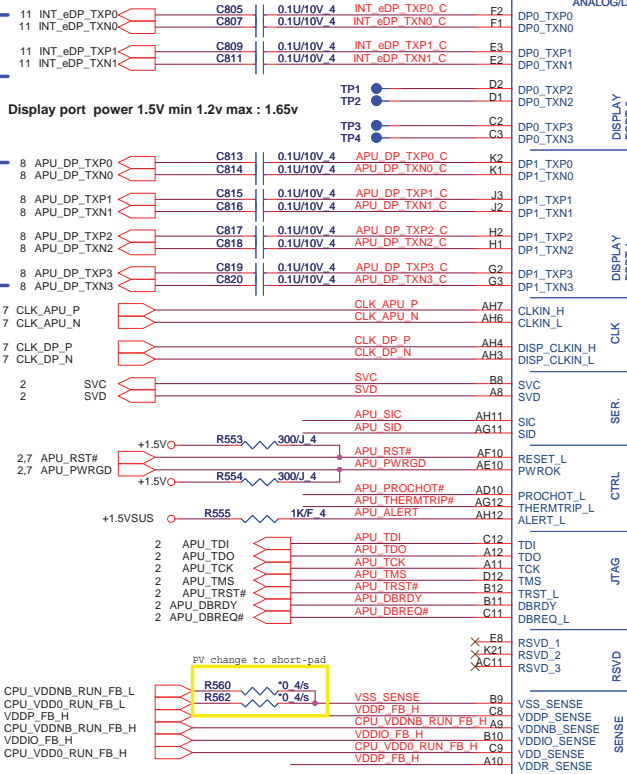 ANALOG/D
11 INT_eDP_TXP0 C805 0.1U/10V_4 INT_eDP_TXP0_C F2 DP0_TXP0
11 INT_eDP_TXN0 C807 0.1U/10V_4 INT_eDP_TXN0_C F1 DP0_TXN0
11 INT_eDP_TXP1 C809 0.1U/10V_4 INT_eDP_TXP1_C E3 DP0_TXP1
11 INT_eDP_TXN1 C811 0.1U/10V_4 INT_eDP_TXN1_C E2 DP0_TXN1
TP1 D2 DP0_TXP2
TP2 D1 DP0_TXN2
Display port power 1.5V min 1.2v max : 1.65v
TP3 C2 DP0_TXP3
TP4 C3 DP0_TXN3
DISPLAY
8 APU_DP_TXP0 C813 0.1U/10V_4 APU_DP_TXP0_C K2 DP1_TXP0
8 APU_DP_TXN0 C814 0.1U/10V_4 APU_DP_TXN0_C K1 DP1_TXN0
8 APU_DP_TXP1 C815 0.1U/10V_4 APU_DP_TXP1_C J3 DP1_TXP1
8 APU_DP_TXN1 C816 0.1U/10V_4 APU_DP_TXN1_C J2 DP1_TXN1
8 APU_DP_TXP2 C817 0.1U/10V_4 APU_DP_TXP2_C H2 DP1_TXP2
8 APU_DP_TXN2 C818 0.1U/10V_4 APU_DP_TXN2_C H1 DP1_TXN2
8 APU_DP_TXP3 C819 0.1U/10V_4 APU_DP_TXP3_C G2 DP1_TXP3
8 APU_DP_TXN3 C820 0.1U/10V_4 APU_DP_TXN3_C G3 DP1_TXN3
DISPLAY
7 CLK_APU_P CLK_APU_P AH7 CLKIN_H
7 CLK_APU_N CLK_APU_N AH6 CLKIN_L
7 CLK_DP_P CLK_DP_P AH4 DISP_CLKIN_H
7 CLK_DP_N CLK_DP_N AH3 DISP_CLKIN_L
CLK
2 SVC SVC B8 SVC
2 SVD SVD A8 SVD
APU_SIC AH11 SIC
APU_SID AG11 SID
SER.
+1.5V R553 300/J_4
2,7 APU_RST# APU_RST# AF10 RESET_L
2,7 APU_PWRGD APU_PWRGD AE10 PWROK
+1.5V R554 300/J_4
APU_PROCHOT# AD10 PROCHOT_L
APU_THERMTRIP# AG12 THERMTRIP_L
+1.5VSUS R555 1K/F_4 APU_ALERT AH12 ALERT_L
CTRL
2 APU_TDI APU_TDI C12 TDI
2 APU_TDO APU_TDO A12 TDO
2 APU_TCK APU_TCK A11 TCK
2 APU_TMS APU_TMS D12 TMS
2 APU_TRST# APU_TRST# B12 TRST_L
2 APU_DBRDY APU_DBRDY B11 DBRDY
2 APU_DBREQ# APU_DBREQ# C11 DBREQ_L
JTAG
E8 RSVD_1
K21 RSVD_2
AC11 RSVD_3
RSVD
PV change to short-pad
CPU_VDDNB_RUN_FB_L R560 *0_4/s
CPU_VDD0_RUN_FB_L R562 *0_4/s VSS_SENSE B9 VSS_SENSE
VDDP_FB_H VDDP_FB_H C8 VDDP_SENSE
CPU_VDDNB_RUN_FB_H CPU_VDDNB_RUN_FB_H A9 VDDNB_SENSE
VDDIO_FB_H VDDIO_FB_H B10 VDDIO_SENSE
CPU_VDD0_RUN_FB_H CPU_VDD0_RUN_FB_H C9 VDD_SENSE
VDDP_FB_H A10 VDDR_SENSE
SENSE